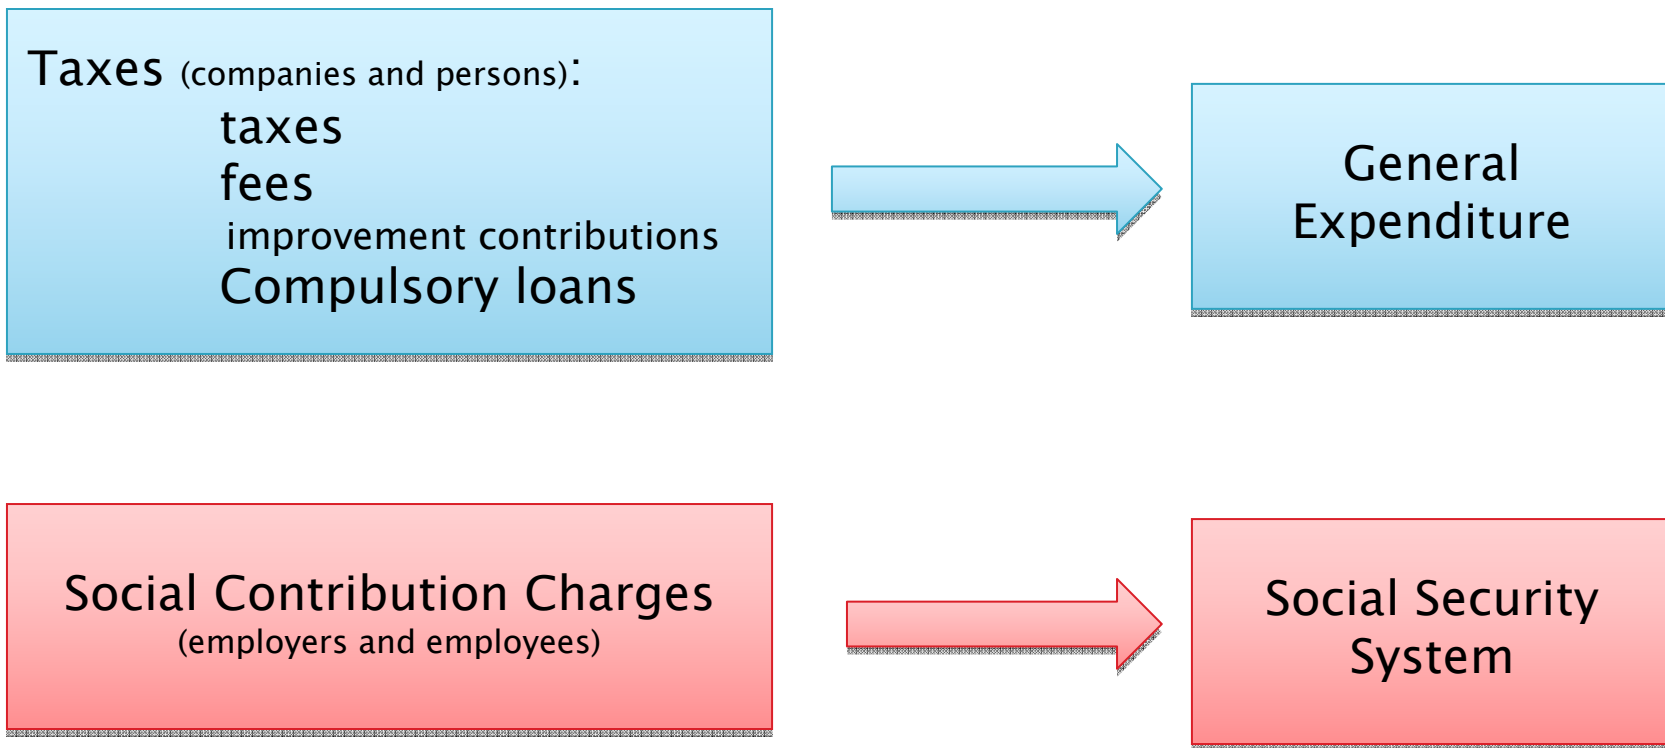 Taxes (companies and persons):
taxes
fees
improvement contributions
Compulsory loans
General
Expenditure
Social Contribution Charges
(employers and employees)
Social Security
System